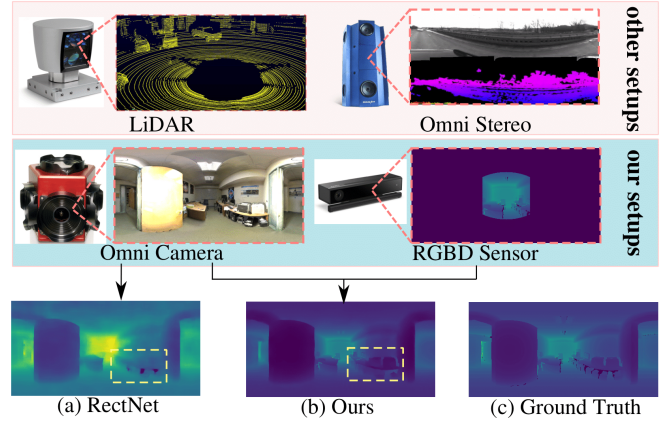 LiDAR
Omni Stereo
other setups
Omni Camera
RGBD Sensor
our setups
(a) RectNet
(b) Ours
(c) Ground Truth